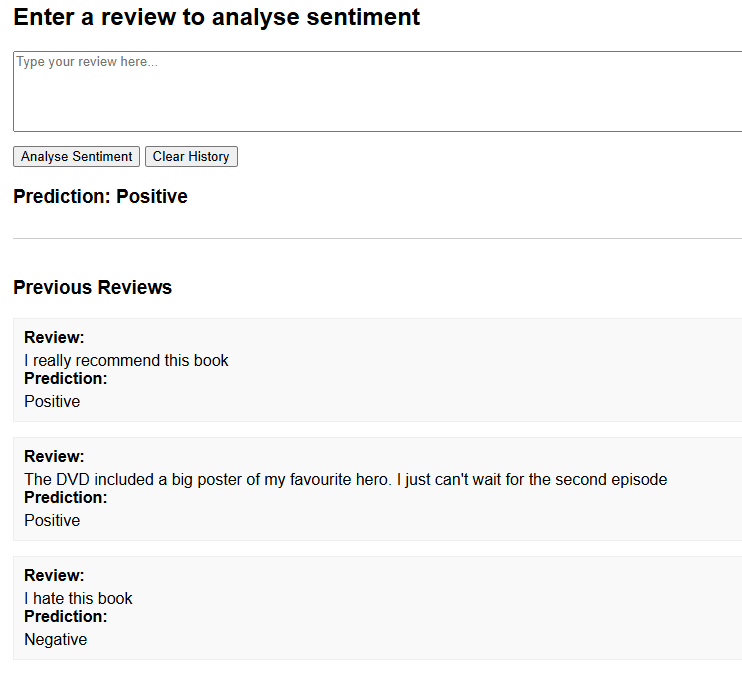 Enter a review to analyse sentiment
Type your review here...
Analyse Sentiment Clear History
Prediction: Positive
Previous Reviews
Review:
I really recommend this book
Prediction:
Positive
Review:
The DVD included a big poster of my favourite hero. I just can't wait for the second episode
Prediction:
Positive
Review:
I hate this book
Prediction:
Negative